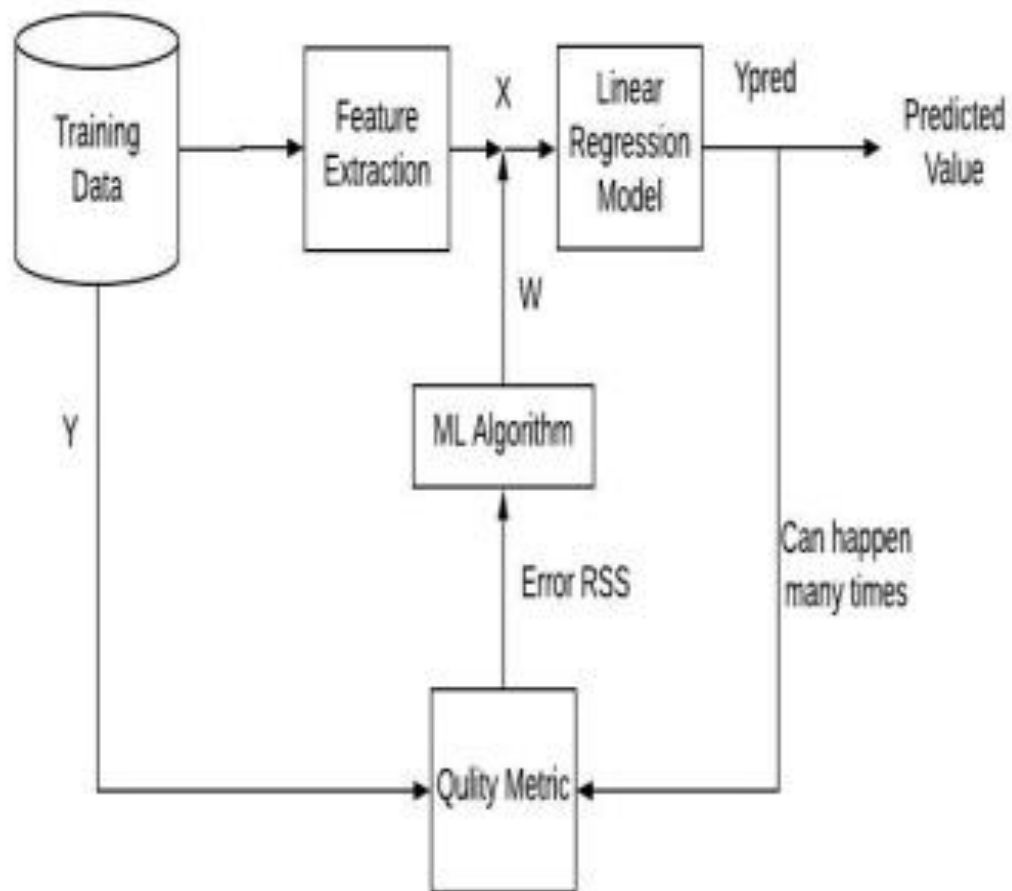 Training
Data
Feature
Extraction
X
Linear
Regression
Model
Ypred
Predicted
Value
W
Y
ML Algorithm
Can happen
many times
Error RSS
Qulity Metric